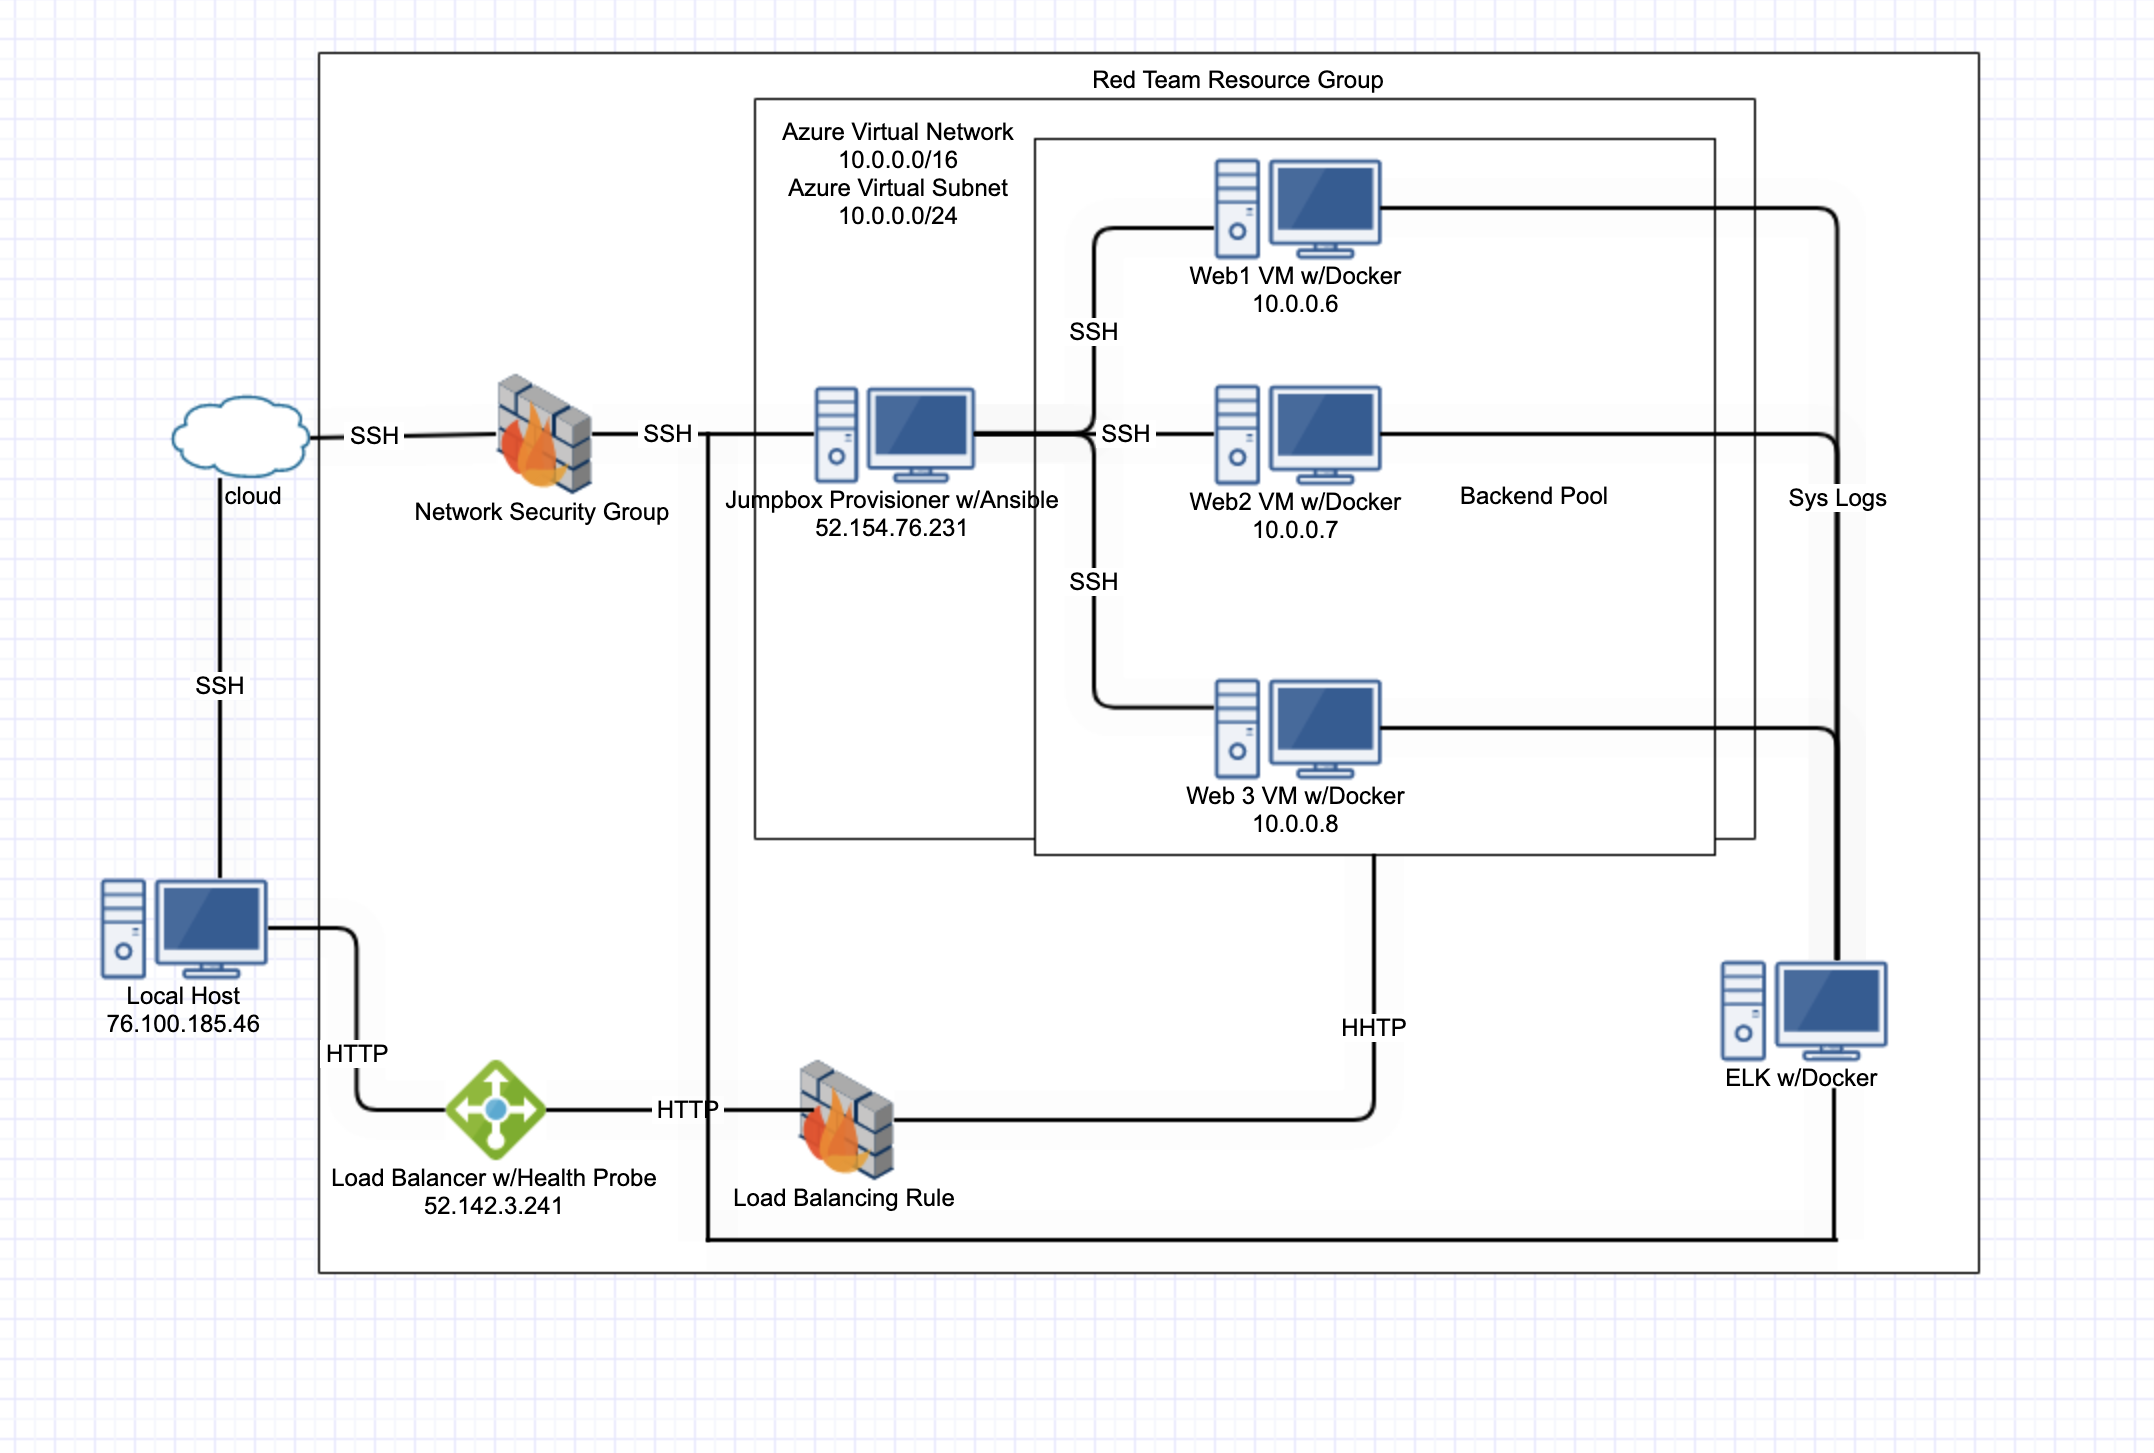 Red Team Resource Group
Azure Virtual Network
10.0.0.0/16
Azure Virtual Subnet
10.0.0.0/24
Web1 VM w/Docker
10.0.0.6
SSH
SSH
SSH
SSH
cloud
Network Security Group
Jumpbox Provisioner w/Ansible
52.154.76.231
Web2 VM w/Docker
10.0.0.7
Backend Pool
Sys Logs
SSH
SSH
Web 3 VM w/Docker
10.0.0.8
Local Host
76.100.185.46
HTTP
HHTP
ELK w/Docker
HTTP
Load Balancer w/Health Probe
52.142.3.241
Load Balancing Rule